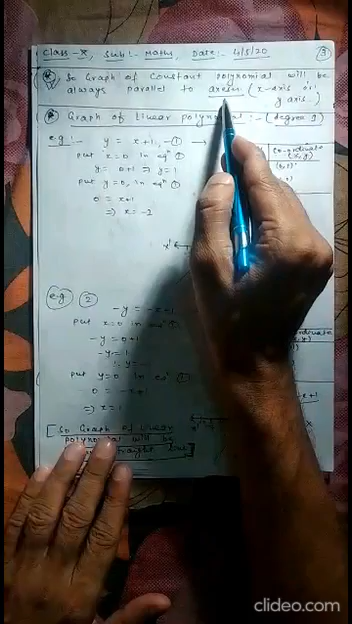 Class-X, Sub:- Maths, Date:- 4/5/20 (3)
So Graph of Constant Polynomial will be
always parallel to axes (x-axis or
y axis.)
Graph of Linear Polynomial :- (degree 1)
e.g:- y = x+1 —(1) →
Put x=0 in eqn (1)
y = 0+1 ⇒ y=1
Put y=0, in eqn (1)
0 = x+1
⇒ x = -1
x'
e.g (2)
-y = -x+1
Put x=0 in eqn (1)
-y = 0+1
-y=1
Put y=0 in eqn (1)
0 = -x+1
⇒ x=1
x
[So Graph of Linear
Polynomial will be
straight line]
clideo.com